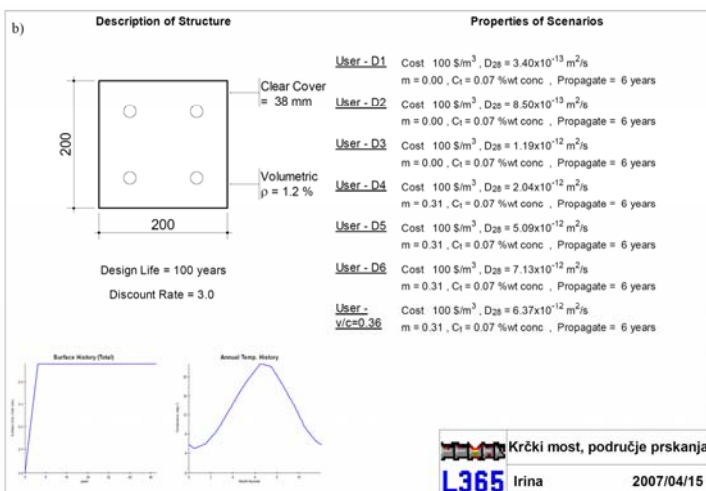 b)
Description of Structure
Clear Cover
= 38 mm
200
Volumetric
ρ = 1.2 %
200
Design Life = 100 years
Discount Rate = 3.0
Properties of Scenarios
User - D1 Cost 100 $/m³ , D28 = 3.40x10⁻¹³ m²/s
m = 0.00 , Ct = 0.07 %wt conc , Propagate = 6 years
User - D2 Cost 100 $/m³ , D28 = 8.50x10⁻¹³ m²/s
m = 0.00 , Ct = 0.07 %wt conc , Propagate = 6 years
User - D3 Cost 100 $/m³ , D28 = 1.19x10⁻¹² m²/s
m = 0.00 , Ct = 0.07 %wt conc , Propagate = 6 years
User - D4 Cost 100 $/m³ , D28 = 2.04x10⁻¹² m²/s
m = 0.31 , Ct = 0.07 %wt conc , Propagate = 6 years
User - D5 Cost 100 $/m³ , D28 = 5.09x10⁻¹² m²/s
m = 0.31 , Ct = 0.07 %wt conc , Propagate = 6 years
User - D6 Cost 100 $/m³ , D28 = 7.13x10⁻¹² m²/s
m = 0.31 , Ct = 0.07 %wt conc , Propagate = 6 years
User - Cost 100 $/m³ , D28 = 6.37x10⁻¹² m²/s
v/c=0.36 m = 0.31 , Ct = 0.07 %wt conc , Propagate = 6 years
Surface History (Total)
Annual Temp. History
Krčki most, područje prskanja
L365 Irina 2007/04/15